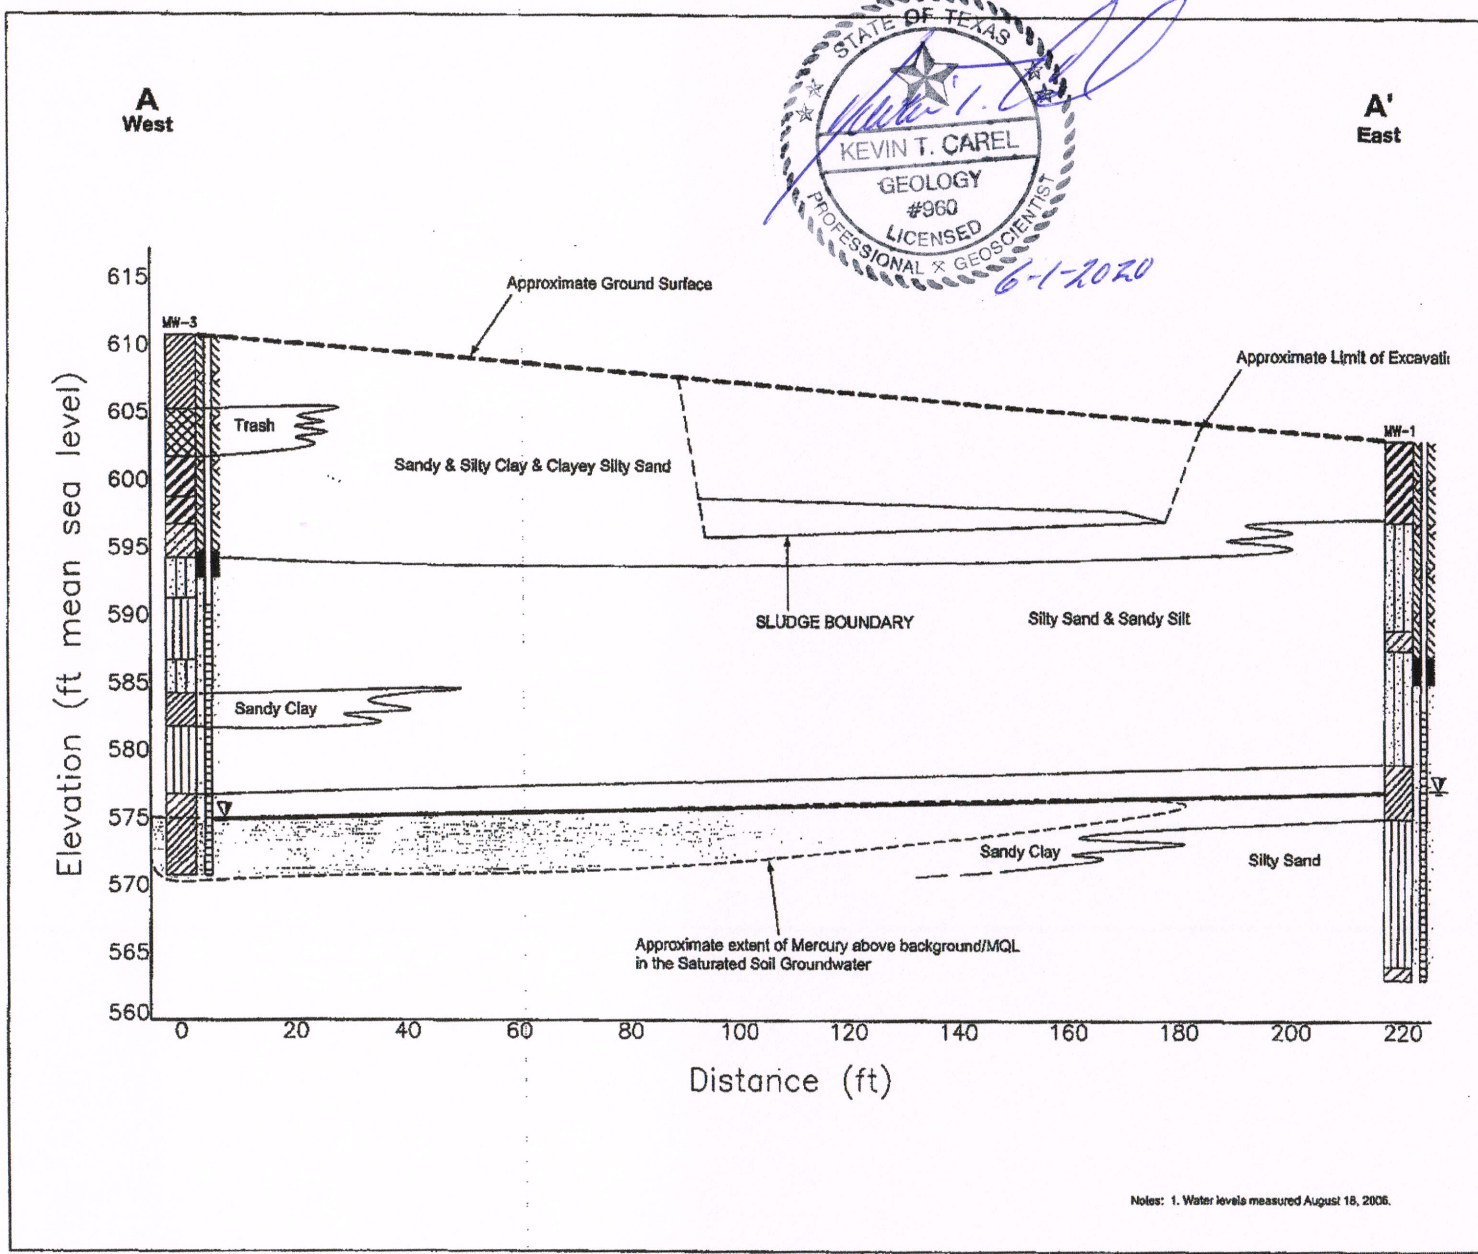 STATE OF TEXAS
KEVIN T. CAREL
GEOLOGY
#960
LICENSED
PROFESSIONAL GEOSCIENTIST
6-1-2020
A
West
A'
East
615
610
605
600
595
590
585
580
575
570
565
560
Elevation (ft mean sea level)
MW-3
Approximate Ground Surface
Approximate Limit of Excavati
MW-1
Trash
Sandy & Silty Clay & Clayey Silty Sand
SLUDGE BOUNDARY
Silty Sand & Sandy Silt
Sandy Clay
Sandy Clay
Silty Sand
Approximate extent of Mercury above background/MQL
in the Saturated Soil Groundwater
0 20 40 60 80 100 120 140 160 180 200 220
Distance (ft)
Notes: 1. Water levels measured August 18, 2006.